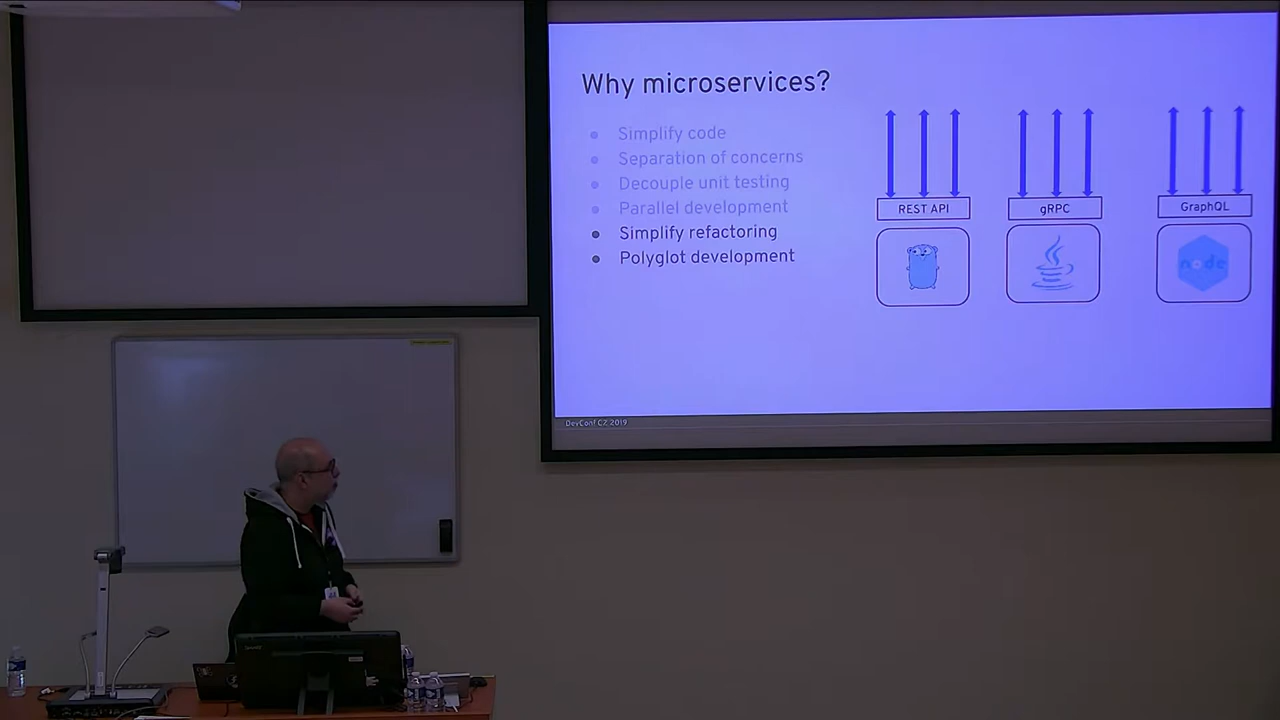 Why microservices?
Simplify code
Separation of concerns
Decouple unit testing
Parallel development
Simplify refactoring
Polyglot development
REST API
gRPC
GraphQL
node
DevConf CZ 2019